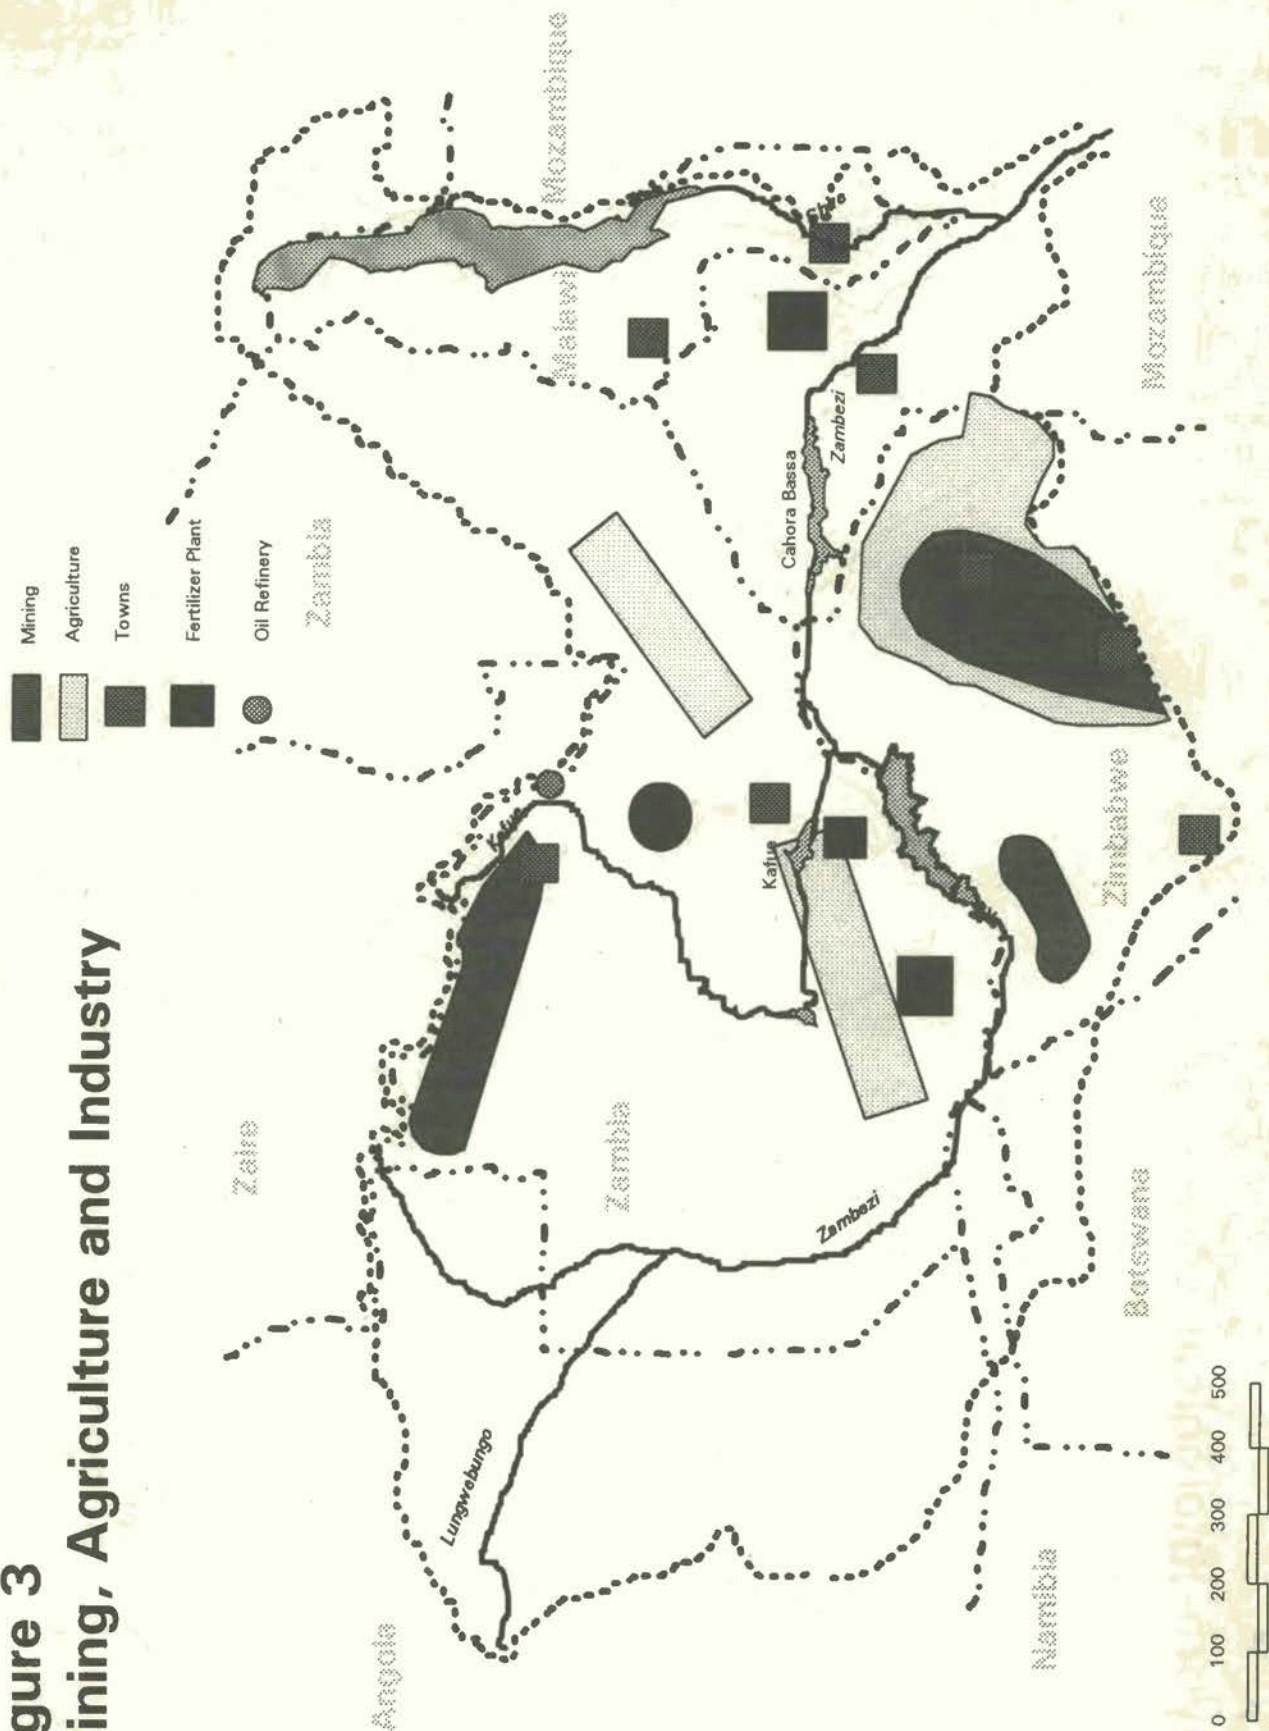 gure 3
ining, Agriculture and Industry
Mining
Agriculture
Towns
Fertilizer Plant
Oil Refinery
Zaire
Zambia
Angola
Kafue
Mozambique
Malawi
Lungwebungo
Zambia
Kafue
Cahora Bassa
Zambezi
Shire
Zambezi
Namibia
Botswana
Zimbabwe
Mozambique
0 100 200 300 400 500